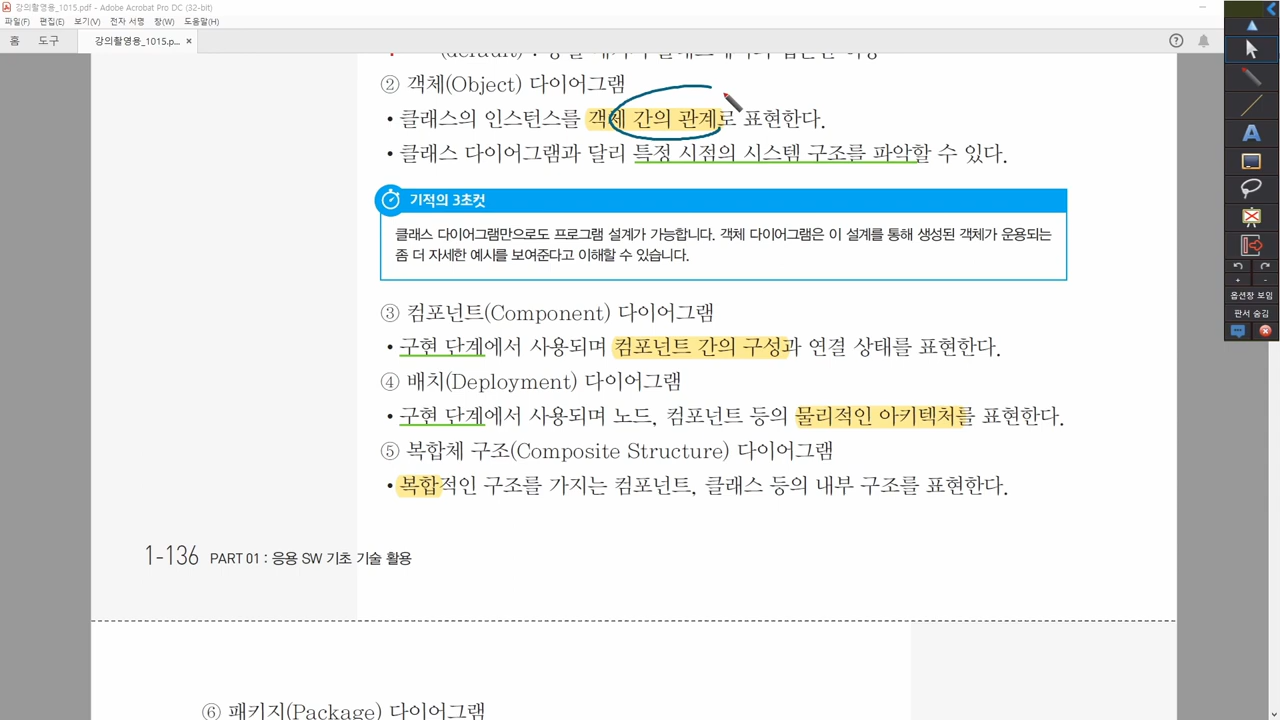 강의촬영용_1015.pdf - Adobe Acrobat Pro DC (32-bit)
파일(F) 편집(E) 보기(V) 전자 서명 창(W) 도움말(H)
홈 도구 강의촬영용_1015.p... ×
② 객체(Object) 다이어그램
• 클래스의 인스턴스를 객체 간의 관계로 표현한다.
• 클래스 다이어그램과 달리 특정 시점의 시스템 구조를 파악할 수 있다.
기적의 3초컷
클래스 다이어그램만으로도 프로그램 설계가 가능합니다. 객체 다이어그램은 이 설계를 통해 생성된 객체가 운용되는
좀 더 자세한 예시를 보여준다고 이해할 수 있습니다.
③ 컴포넌트(Component) 다이어그램
• 구현 단계에서 사용되며 컴포넌트 간의 구성과 연결 상태를 표현한다.
④ 배치(Deployment) 다이어그램
• 구현 단계에서 사용되며 노드, 컴포넌트 등의 물리적인 아키텍처를 표현한다.
⑤ 복합체 구조(Composite Structure) 다이어그램
• 복합적인 구조를 가지는 컴포넌트, 클래스 등의 내부 구조를 표현한다.
1-136 PART 01 : 응용 SW 기초 기술 활용
⑥ 패키지(Package) 다이어그램
옵션창 보임
판서 숨김